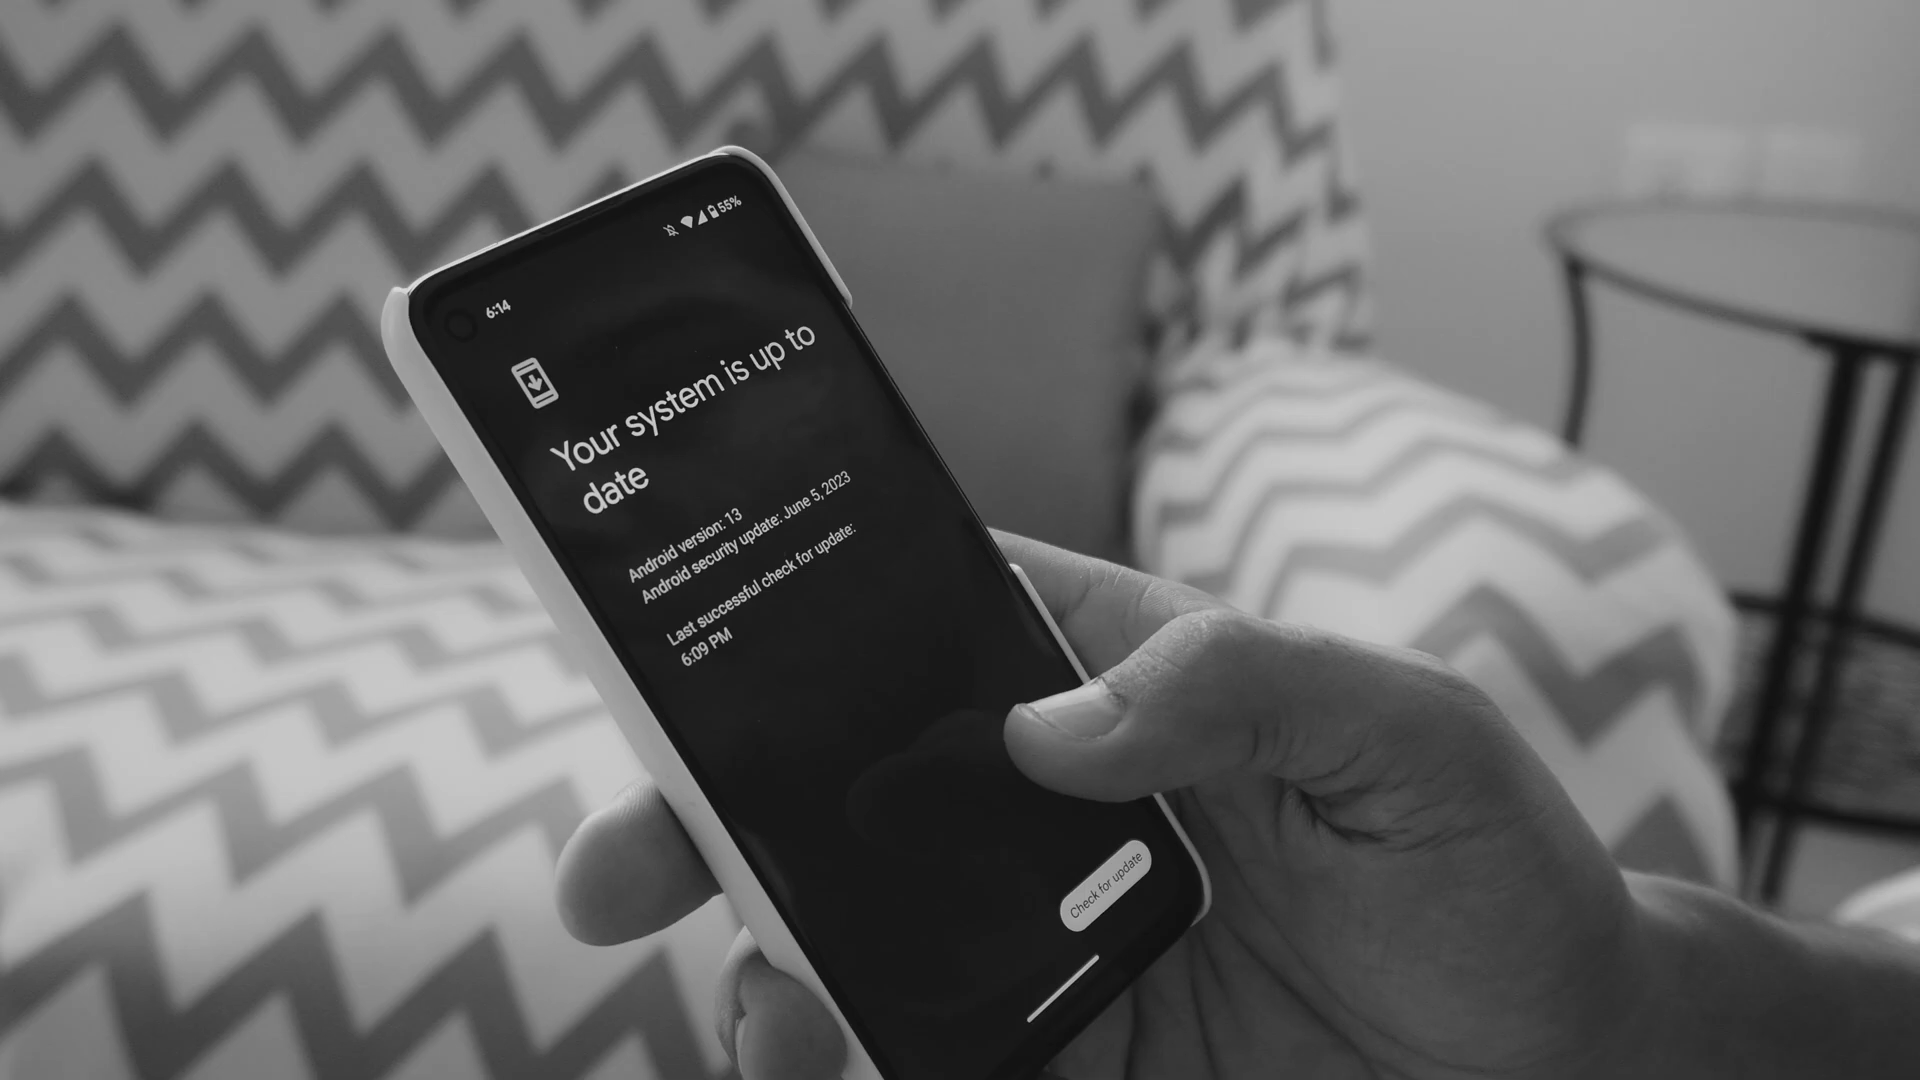 6:14
55%
Your system is up to
date
Android version: 13
Android security update: June 5, 2023
Last successful check for update:
6:09 PM
Check for update